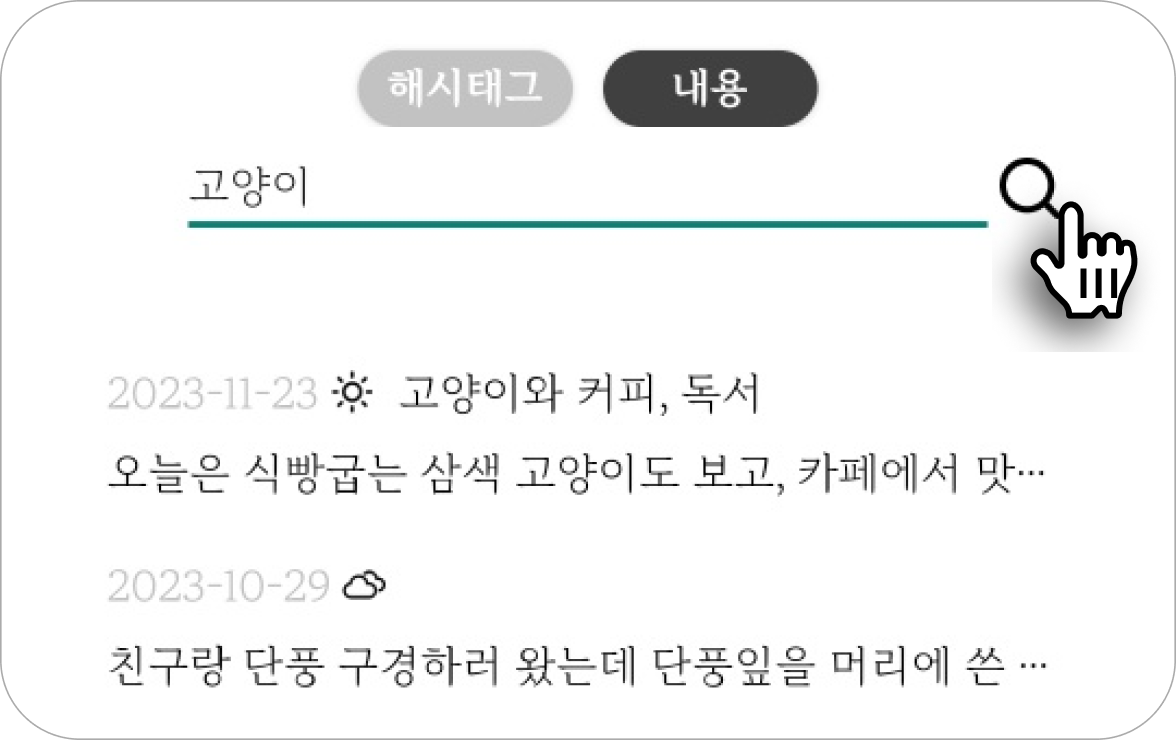 해시태그 내용
고양이
2023-11-23 고양이와 커피, 독서
오늘은 식빵굽는 삼색 고양이도 보고, 카페에서 맛…
2023-10-29
친구랑 단풍 구경하러 왔는데 단풍잎을 머리에 쓴 …